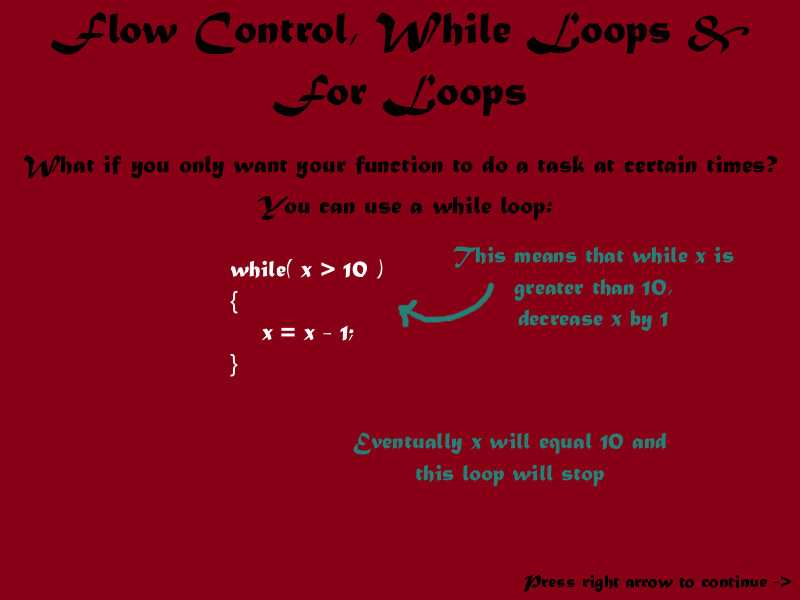 Flow Control, While Loops &
For Loops
What if you only want your function to do a task at certain times?
You can use a while loop:
while( x > 10 )
{
x = x - 1;
}
This means that while x is
greater than 10,
decrease x by 1
Eventually x will equal 10 and
this loop will stop
Press right arrow to continue ->